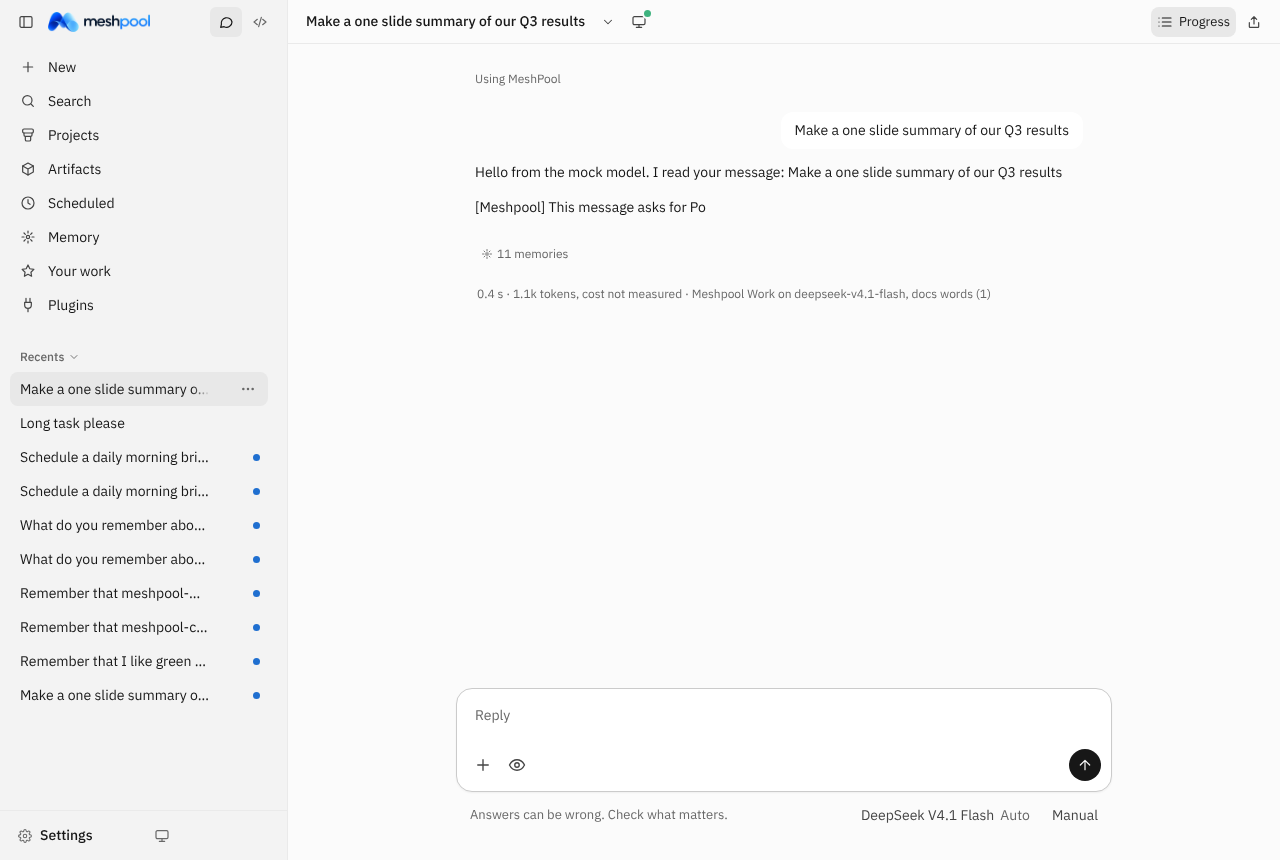 meshpool
Make a one slide summary of our Q3 results
Progress
New
Search
Projects
Artifacts
Scheduled
Memory
Your work
Plugins
Recents
Make a one slide summary o...
Long task please
Schedule a daily morning bri...
Schedule a daily morning bri...
What do you remember abo...
What do you remember abo...
Remember that meshpool-...
Remember that meshpool-c...
Remember that I like green ...
Make a one slide summary o...
Settings
Using MeshPool
Make a one slide summary of our Q3 results
Hello from the mock model. I read your message: Make a one slide summary of our Q3 results
[Meshpool] This message asks for Po
11 memories
0.4 s · 1.1k tokens, cost not measured · Meshpool Work on deepseek-v4.1-flash, docs words (1)
Reply
Answers can be wrong. Check what matters.
DeepSeek V4.1 Flash Auto Manual